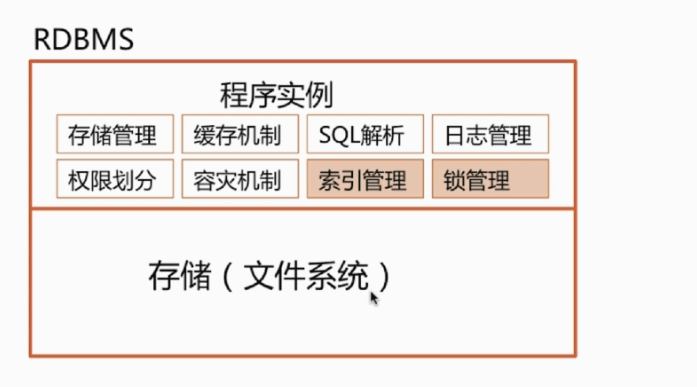 RDBMS
程序实例
存储管理 缓存机制 SQL解析 日志管理
权限划分 容灾机制 索引管理 锁管理
存储（文件系统）